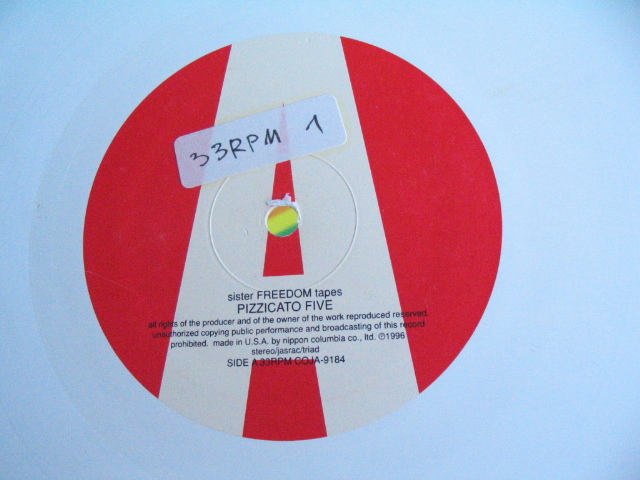 33RPM 1
sister FREEDOM tapes
PIZZICATO FIVE
all rights of the producer and of the owner of the work reproduced reserved.
unauthorized copying public performance and broadcasting of this record
prohibited. made in U.S.A. by nippon columbia co., ltd. ℗1996
stereo/jasrac/triad
SIDE A 33RPM COJA-9184